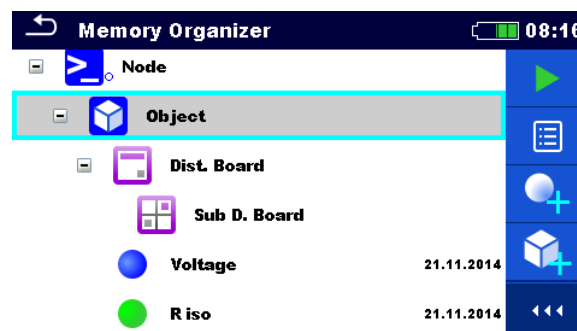 Memory Organizer 08:16
Node
Object
Dist. Board
Sub D. Board
Voltage 21.11.2014
R iso 21.11.2014